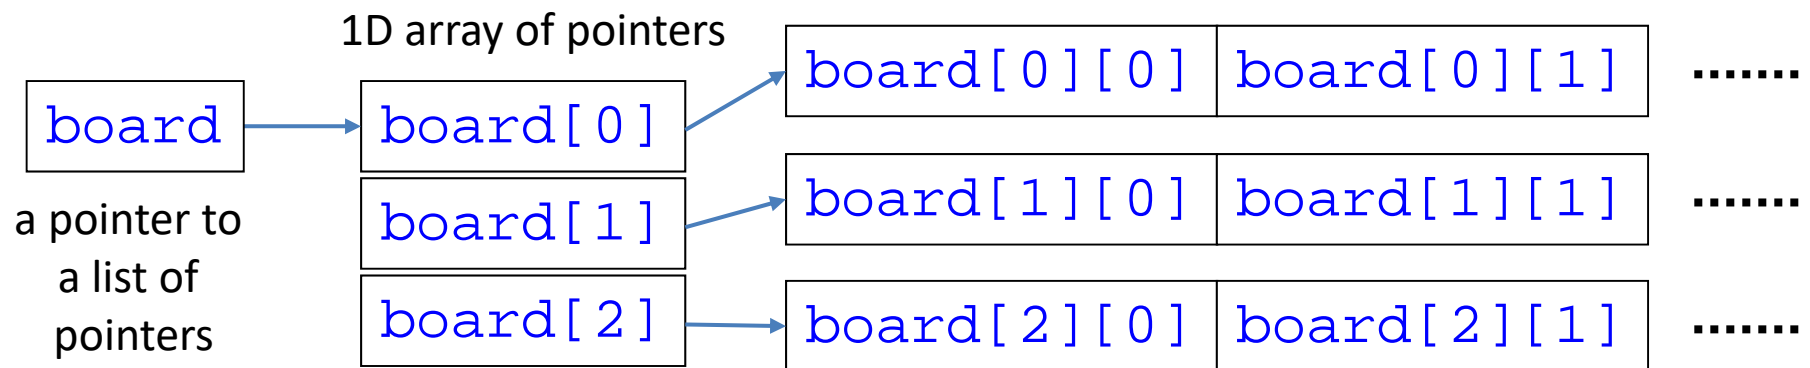 1D array of pointers
board
board[0]
board[0][0]
board[0][1]
.......
board[1]
board[1][0]
board[1][1]
.......
board[2]
board[2][0]
board[2][1]
.......
a pointer to
a list of
pointers